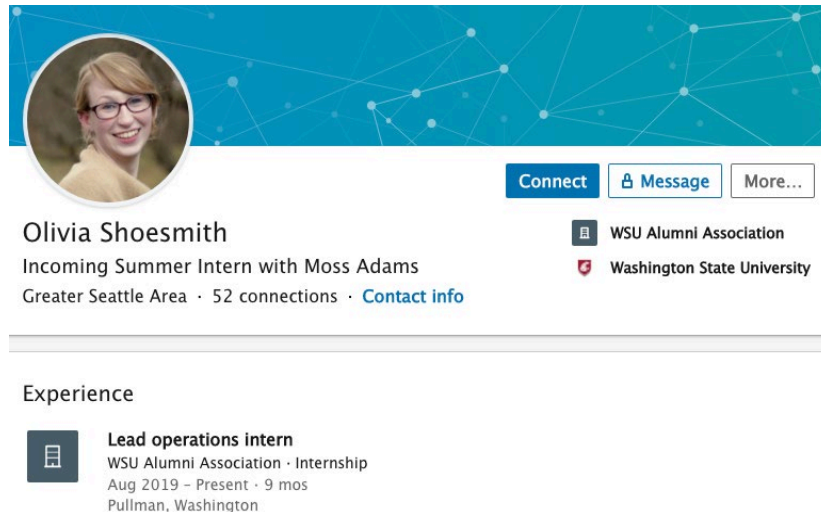 Connect
Message
More...
Olivia Shoesmith
Incoming Summer Intern with Moss Adams
Greater Seattle Area · 52 connections · Contact info
WSU Alumni Association
Washington State University
Experience
Lead operations intern
WSU Alumni Association · Internship
Aug 2019 – Present · 9 mos
Pullman, Washington